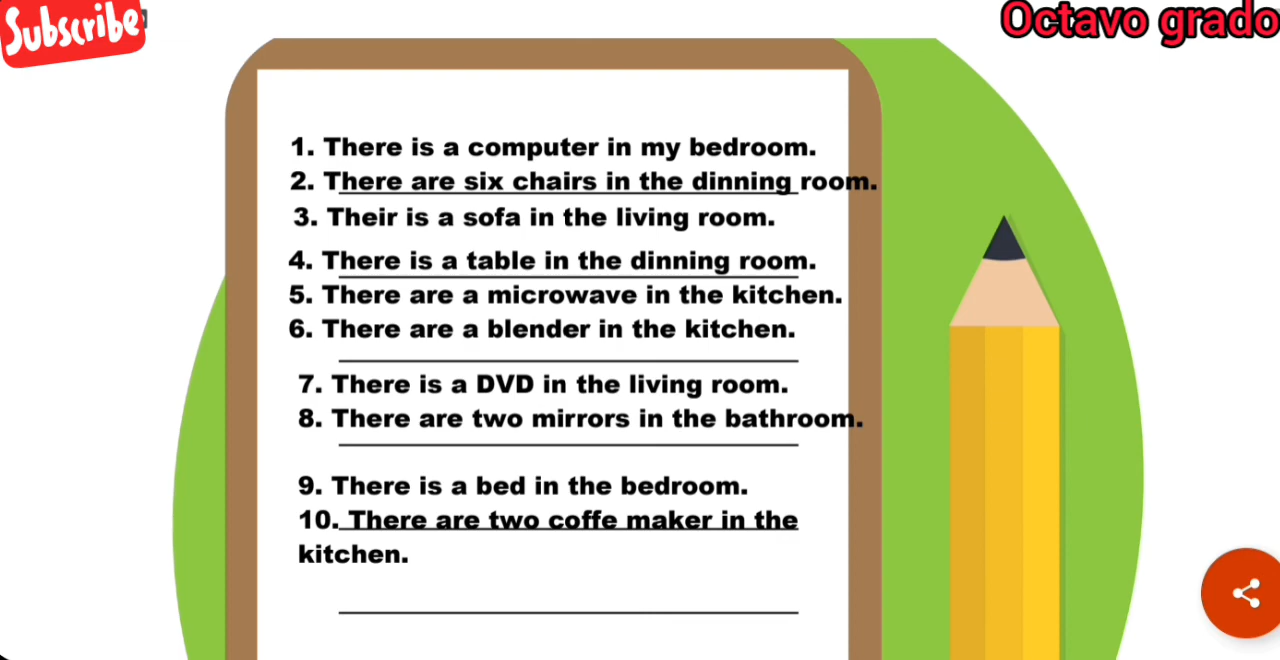 Subscribe
Octavo grado
1. There is a computer in my bedroom.
2. There are six chairs in the dinning room.
3. Their is a sofa in the living room.
4. There is a table in the dinning room.
5. There are a microwave in the kitchen.
6. There are a blender in the kitchen.
7. There is a DVD in the living room.
8. There are two mirrors in the bathroom.
9. There is a bed in the bedroom.
10. There are two coffe maker in the
kitchen.